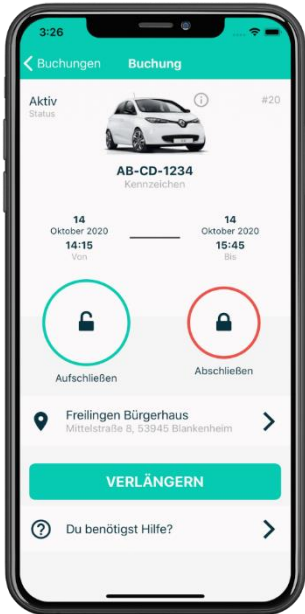 3:26
Buchungen Buchung
Aktiv
Status
#20
AB-CD-1234
Kennzeichen
14
Oktober 2020
14:15
Von
14
Oktober 2020
15:45
Bis
Aufschließen
Abschließen
Freilingen Bürgerhaus
Mittelstraße 8, 53945 Blankenheim
VERLÄNGERN
Du benötigst Hilfe?